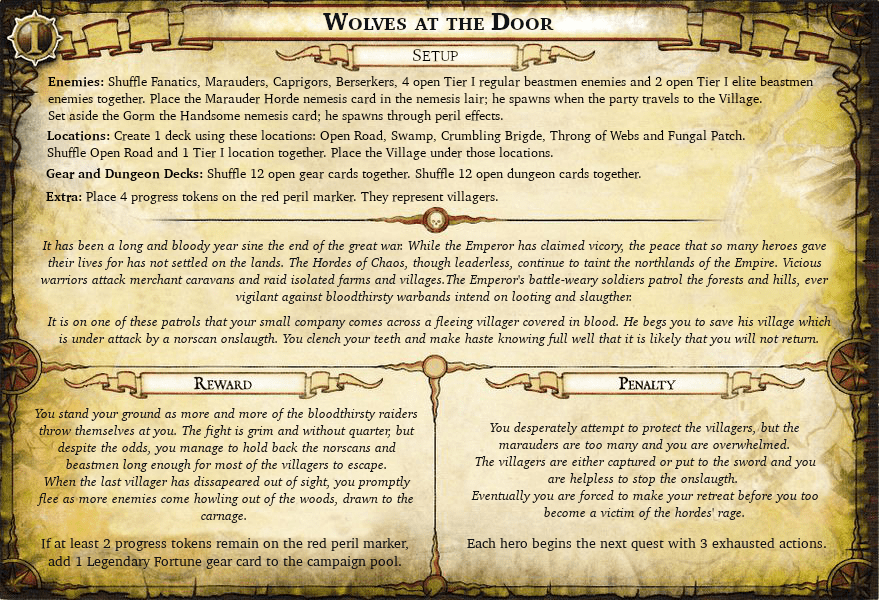 I
Wolves at the Door
Setup
Enemies: Shuffle Fanatics, Marauders, Caprigors, Berserkers, 4 open Tier I regular beastmen enemies and 2 open Tier I elite beastmen
enemies together. Place the Marauder Horde nemesis card in the nemesis lair; he spawns when the party travels to the Village.
Set aside the Gorm the Handsome nemesis card; he spawns through peril effects.
Locations: Create 1 deck using these locations: Open Road, Swamp, Crumbling Brigde, Throng of Webs and Fungal Patch.
Shuffle Open Road and 1 Tier I location together. Place the Village under those locations.
Gear and Dungeon Decks: Shuffle 12 open gear cards together. Shuffle 12 open dungeon cards together.
Extra: Place 4 progress tokens on the red peril marker. They represent villagers.
It has been a long and bloody year sine the end of the great war. While the Emperor has claimed vicory, the peace that so many heroes gave
their lives for has not settled on the lands. The Hordes of Chaos, though leaderless, continue to taint the northlands of the Empire. Vicious
warriors attack merchant caravans and raid isolated farms and villages.The Emperor's battle-weary soldiers patrol the forests and hills, ever
vigilant against bloodthirsty warbands intend on looting and slaugther.
It is on one of these patrols that your small company comes across a fleeing villager covered in blood. He begs you to save his village which
is under attack by a norscan onslaught. You clench your teeth and make haste knowing full well that it is likely that you will not return.
Reward
You stand your ground as more and more of the bloodthirsty raiders
throw themselves at you. The fight is grim and without quarter, but
despite the odds, you manage to hold back the norscans and
beastmen long enough for most of the villagers to escape.
When the last villager has dissapeared out of sight, you promptly
flee as more enemies come howling out of the woods, drawn to the
carnage.
If at least 2 progress tokens remain on the red peril marker,
add 1 Legendary Fortune gear card to the campaign pool.
Penalty
You desperately attempt to protect the villagers, but the
marauders are too many and you are overwhelmed.
The villagers are either captured or put to the sword and you
are helpless to stop the onslaugth.
Eventually you are forced to make your retreat before you too
become a victim of the hordes' rage.
Each hero begins the next quest with 3 exhausted actions.